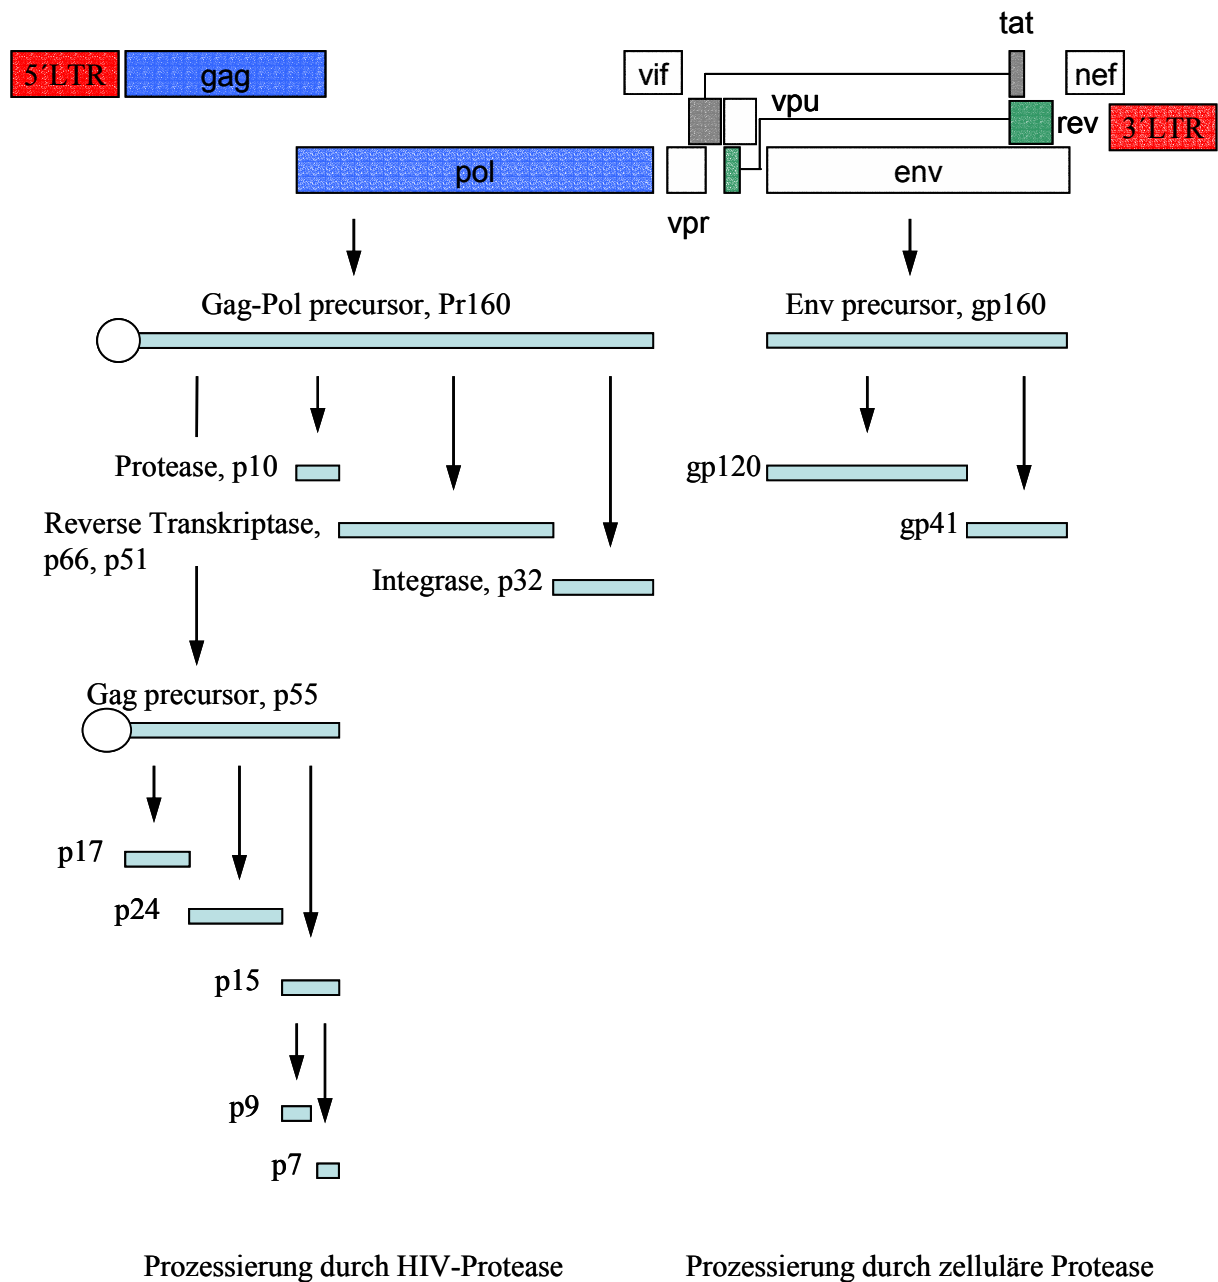 tat
5´LTR gag vif nef
vpu rev 3´LTR
pol env
vpr
Gag-Pol precursor, Pr160 Env precursor, gp160
Protease, p10 gp120
Reverse Transkriptase, gp41
p66, p51
Integrase, p32
Gag precursor, p55
p17
p24
p15
p9
p7
Prozessierung durch HIV-Protease Prozessierung durch zelluläre Protease